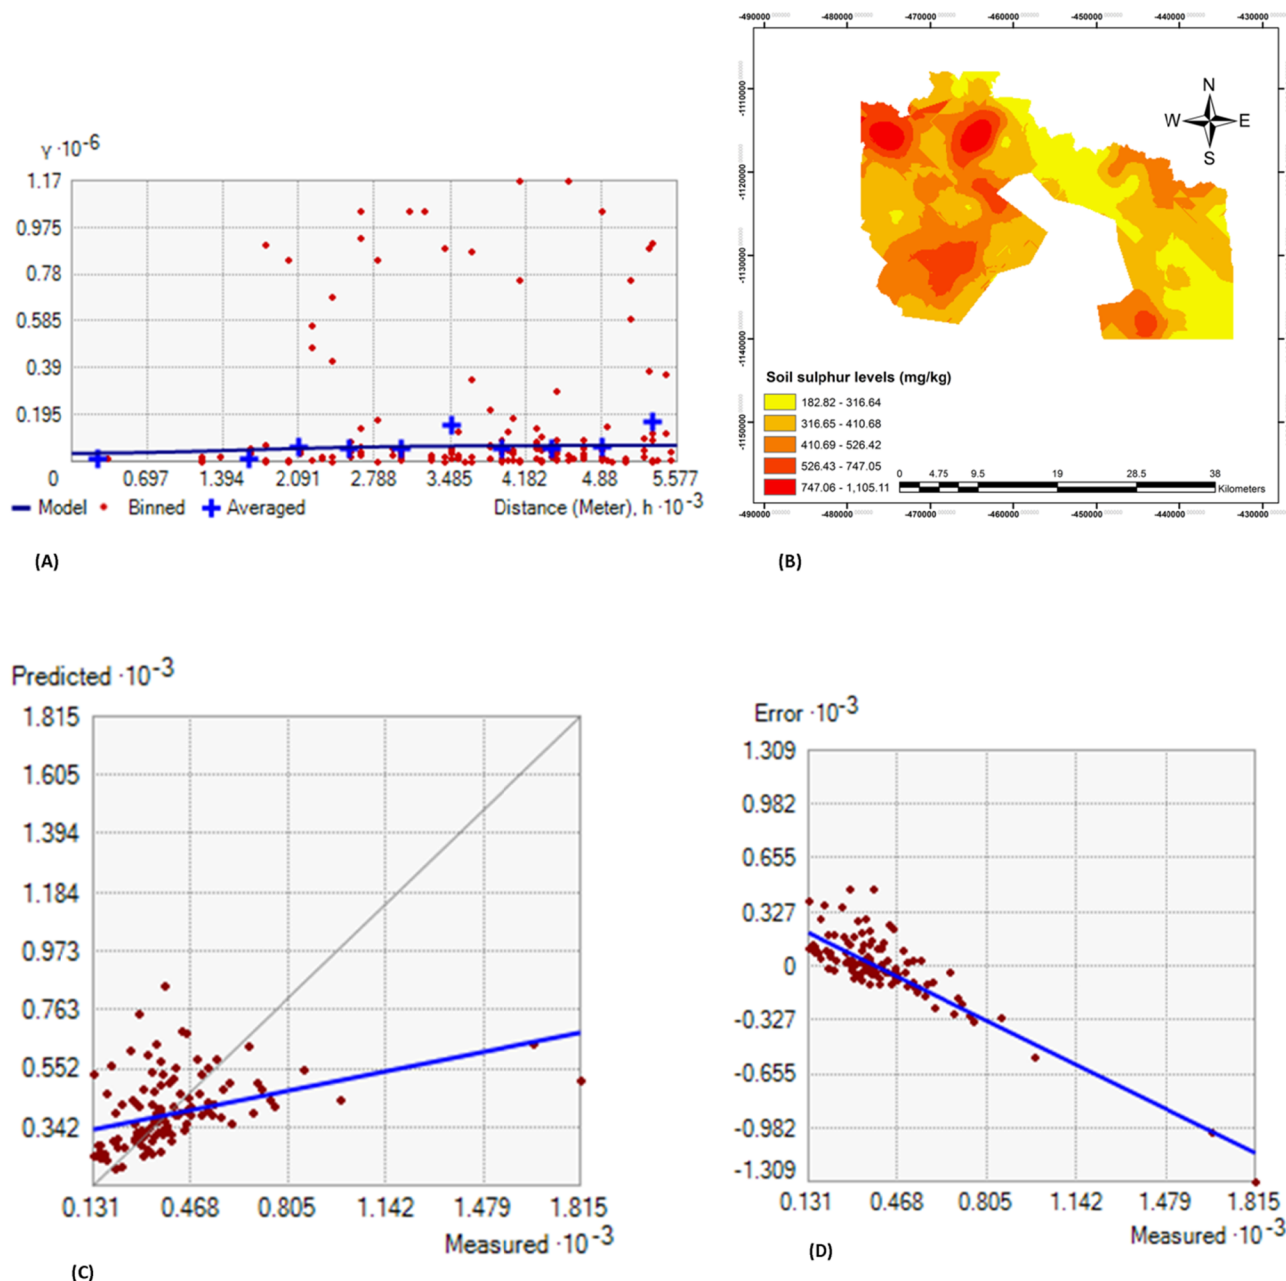 γ ·10-6
1.17
0.975
0.78
0.585
0.39
0.195
0 0.697 1.394 2.091 2.788 3.485 4.182 4.88 5.577
Model Binned Averaged Distance (Meter), h ·10-3
(A)
-490000 -480000 -470000 -460000 -450000 -440000 -430000
-1110000
-1120000
-1130000
-1140000
-1150000
N
W E
S
Soil sulphur levels (mg/kg)
182.82 - 316.64
316.65 - 410.68
410.69 - 526.42
526.43 - 747.05
747.06 - 1,105.11
0 4.75 9.5 19 28.5 38
Kilometers
-490000 -480000 -470000 -460000 -450000 -440000 -430000
(B)
Predicted ·10-3
1.815
1.605
1.394
1.184
0.973
0.763
0.552
0.342
0.131 0.468 0.805 1.142 1.479 1.815
Measured ·10-3
(C)
Error ·10-3
1.309
0.982
0.655
0.327
0
-0.327
-0.655
-0.982
-1.309
0.131 0.468 0.805 1.142 1.479 1.815
Measured ·10-3
(D)